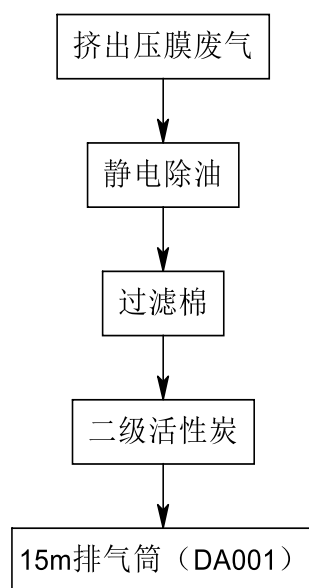 挤出压膜废气
静电除油
过滤棉
二级活性炭
15m排气筒（DA001）